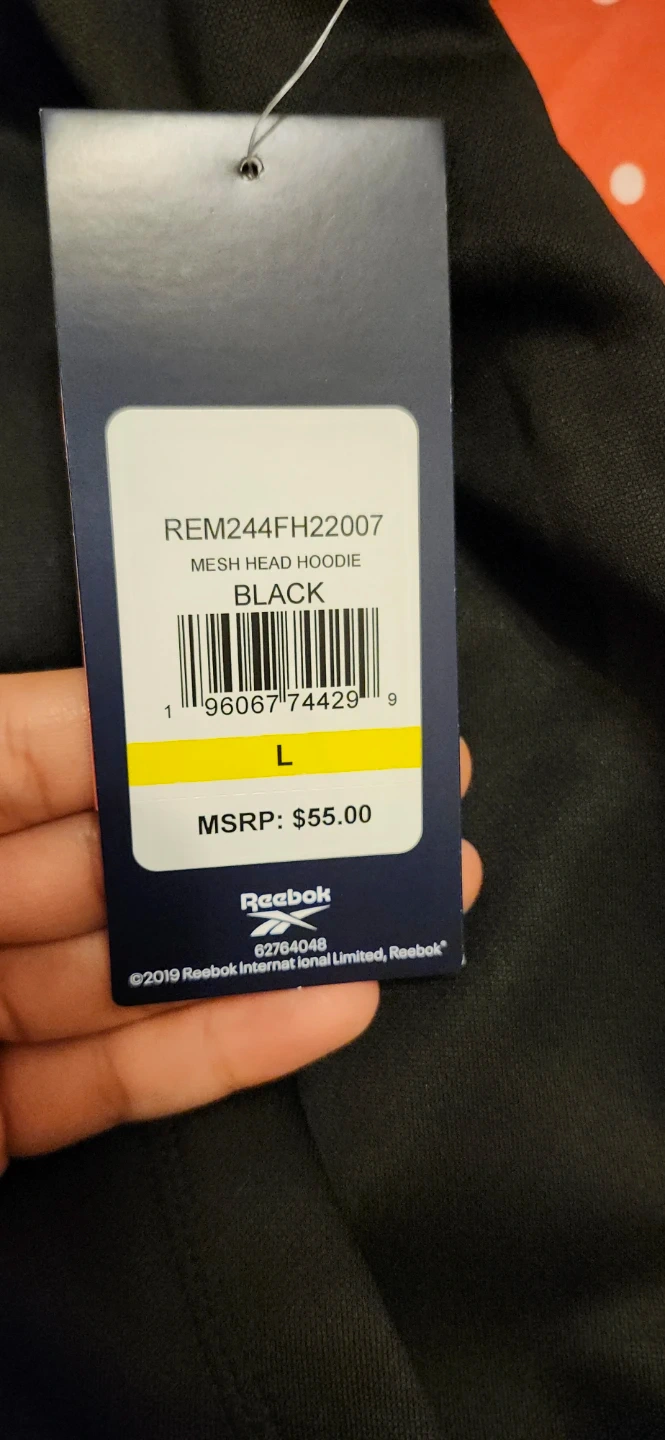 REM244FH22007
MESH HEAD HOODIE
BLACK
1 96067 74429 9
L
MSRP: $55.00
Reebok
62764048
©2019 Reebok International Limited, Reebok®